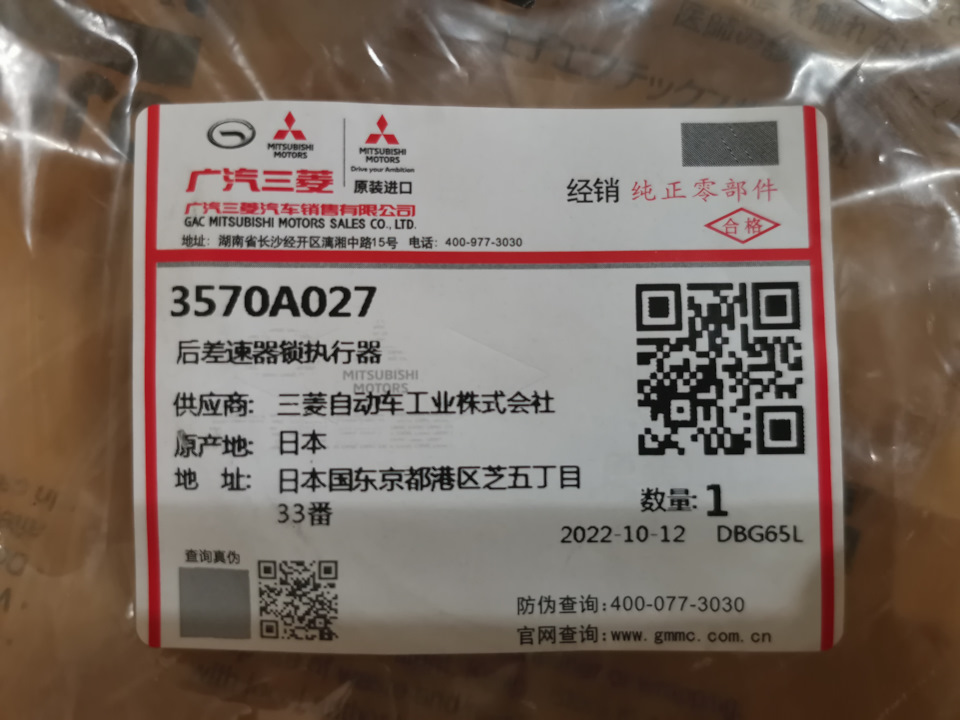 MITSUBISHI
MOTORS
MITSUBISHI
MOTORS
Drive your Ambition
广汽三菱
原装进口
广汽三菱汽车销售有限公司
GAC MITSUBISHI MOTORS SALES CO., LTD.
地址: 湖南省长沙经开区漓湘中路15号 电话: 400-977-3030
经销 纯正零部件
合格
3570A027
后差速器锁执行器
MITSUBISHI
MOTORS
供应商: 三菱自动车工业株式会社
原产地: 日本
地 址: 日本国东京都港区芝五丁目
33番
数量: 1
2022-10-12 DBG65L
查询真伪
防伪查询:400-077-3030
官网查询:www.gmmc.com.cn